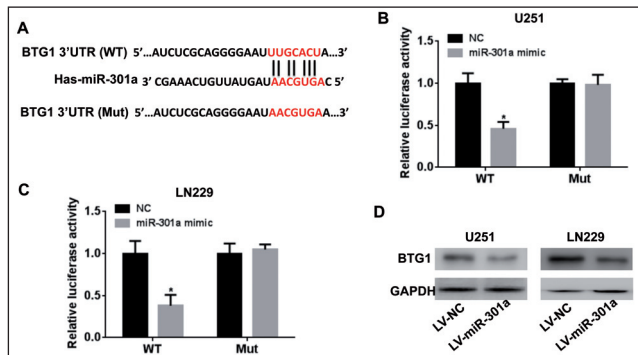 A
BTG1 3'UTR (WT) 5'...AUCUCGCAGGGGAAUUUGCACUA...3'
Has-miR-301a 3' CGAAACUGUUAUGAUAACGUGAC 5'
BTG1 3'UTR (Mut) 5'...AUCUCGCAGGGGAAUAACGUGAA...3'
B
U251
NC
miR-301a mimic
Relative luciferase activity
1.5
1.0
0.5
0.0
*
WT Mut
C
LN229
NC
miR-301a mimic
Relative luciferase activity
1.5
1.0
0.5
0.0
*
WT Mut
D
U251 LN229
BTG1
GAPDH
LV-NC LV-miR-301a LV-NC LV-miR-301a